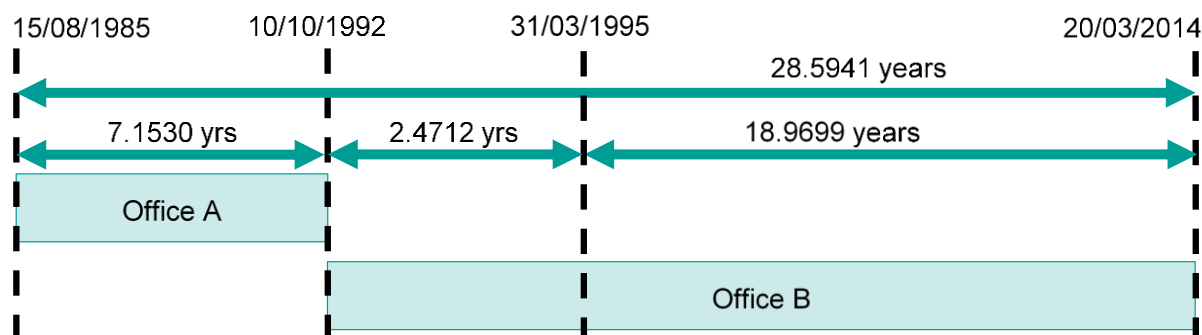 15/08/1985 10/10/1992 31/03/1995 20/03/2014
28.5941 years
7.1530 yrs 2.4712 yrs 18.9699 years
Office A
Office B